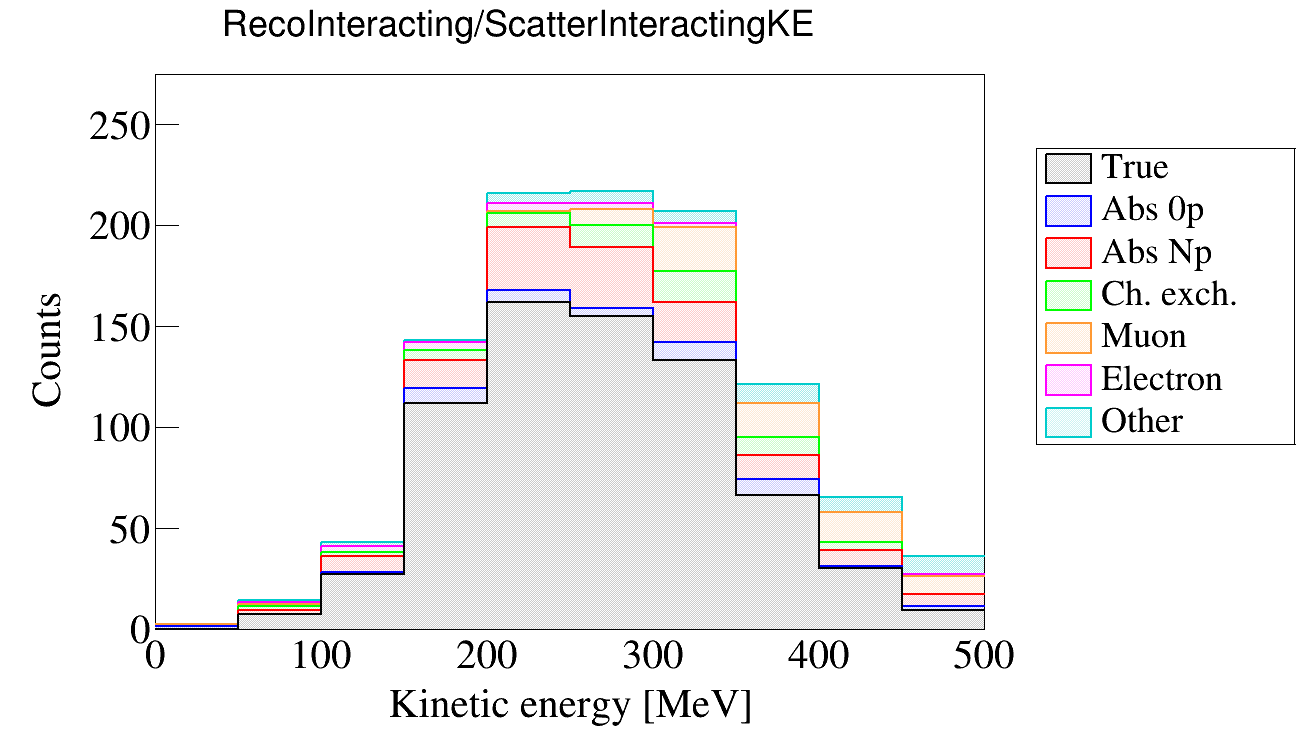 RecoInteracting/ScatterInteractingKE
250
200
150
100
50
0
0 100 200 300 400 500
Counts
Kinetic energy [MeV]
True
Abs 0p
Abs Np
Ch. exch.
Muon
Electron
Other